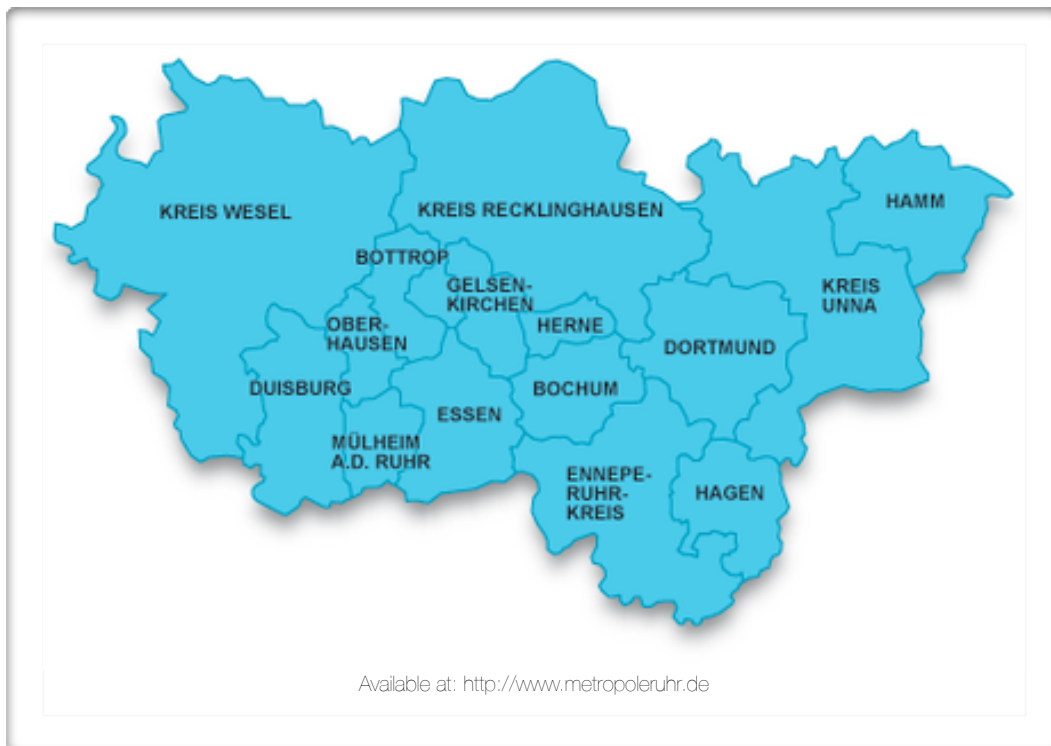 HAMM
KREIS WESEL
KREIS RECKLINGHAUSEN
BOTTROP
GELSEN-
KIRCHEN
KREIS
UNNA
OBER-
HAUSEN
HERNE
DORTMUND
DUISBURG
BOCHUM
ESSEN
MÜLHEIM
A.D. RUHR
ENNEPE-
RUHR-
KREIS
HAGEN
Available at: http://www.metropoleruhr.de